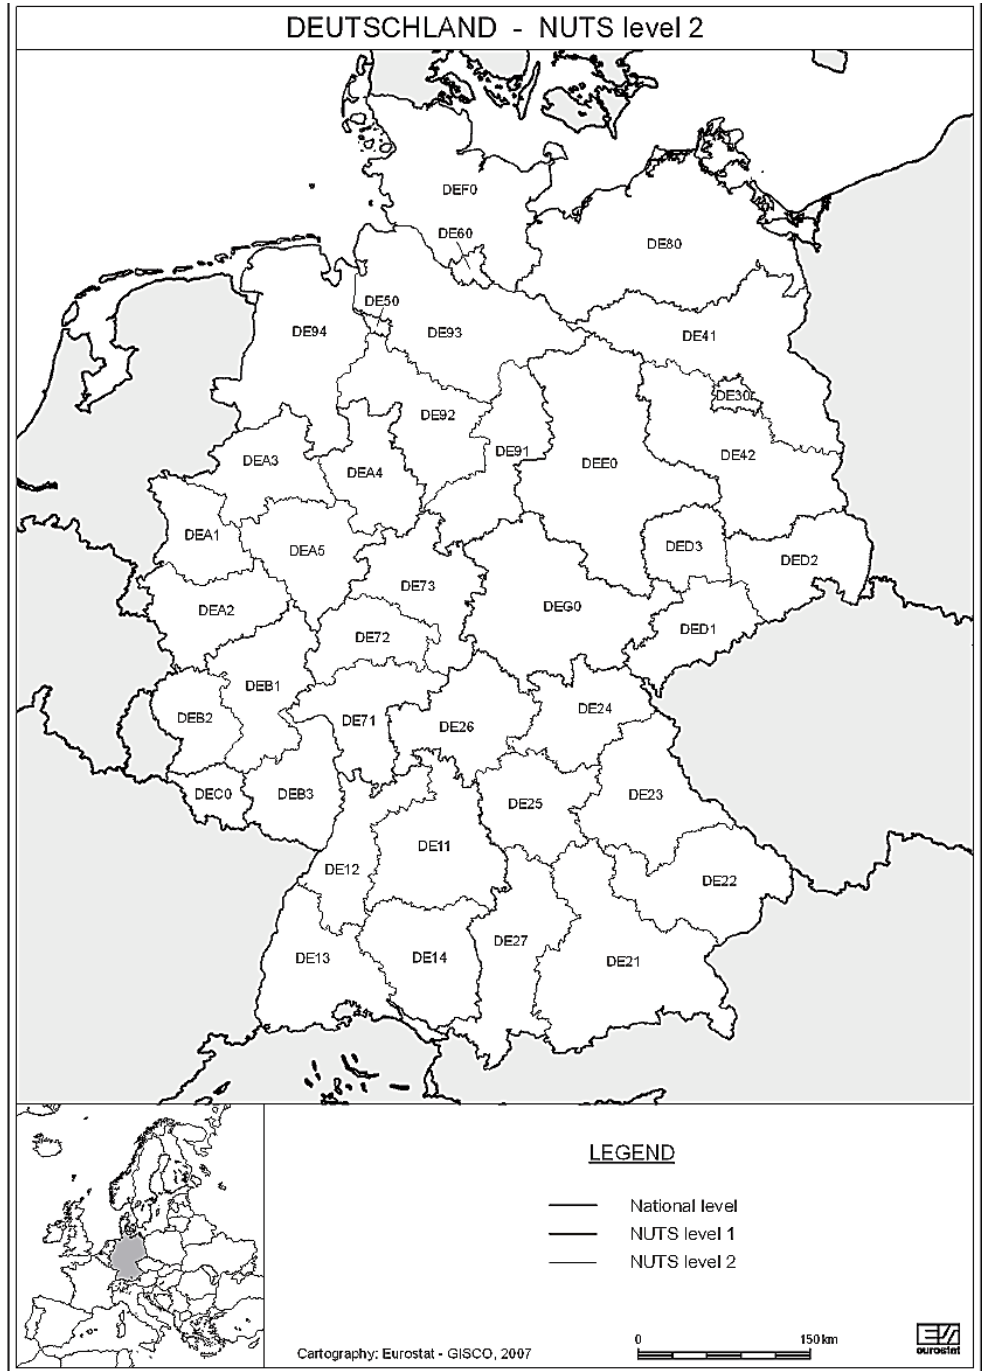 DEUTSCHLAND - NUTS level 2
DEF0
DE60
DE80
DE50
DE94
DE93
DE41
DE30
DE92
DE91
DE42
DEA3
DEA4
DEE0
DEA1
DEA5
DED3
DED2
DE73
DEA2
DEG0
DED1
DE72
DEB1
DEB2
DE71
DE26
DE24
DEC0
DEB3
DE25
DE23
DE11
DE12
DE22
DE27
DE13
DE14
DE21
LEGEND
National level
NUTS level 1
NUTS level 2
0 150 km
Cartography: Eurostat - GISCO, 2007
eurostat